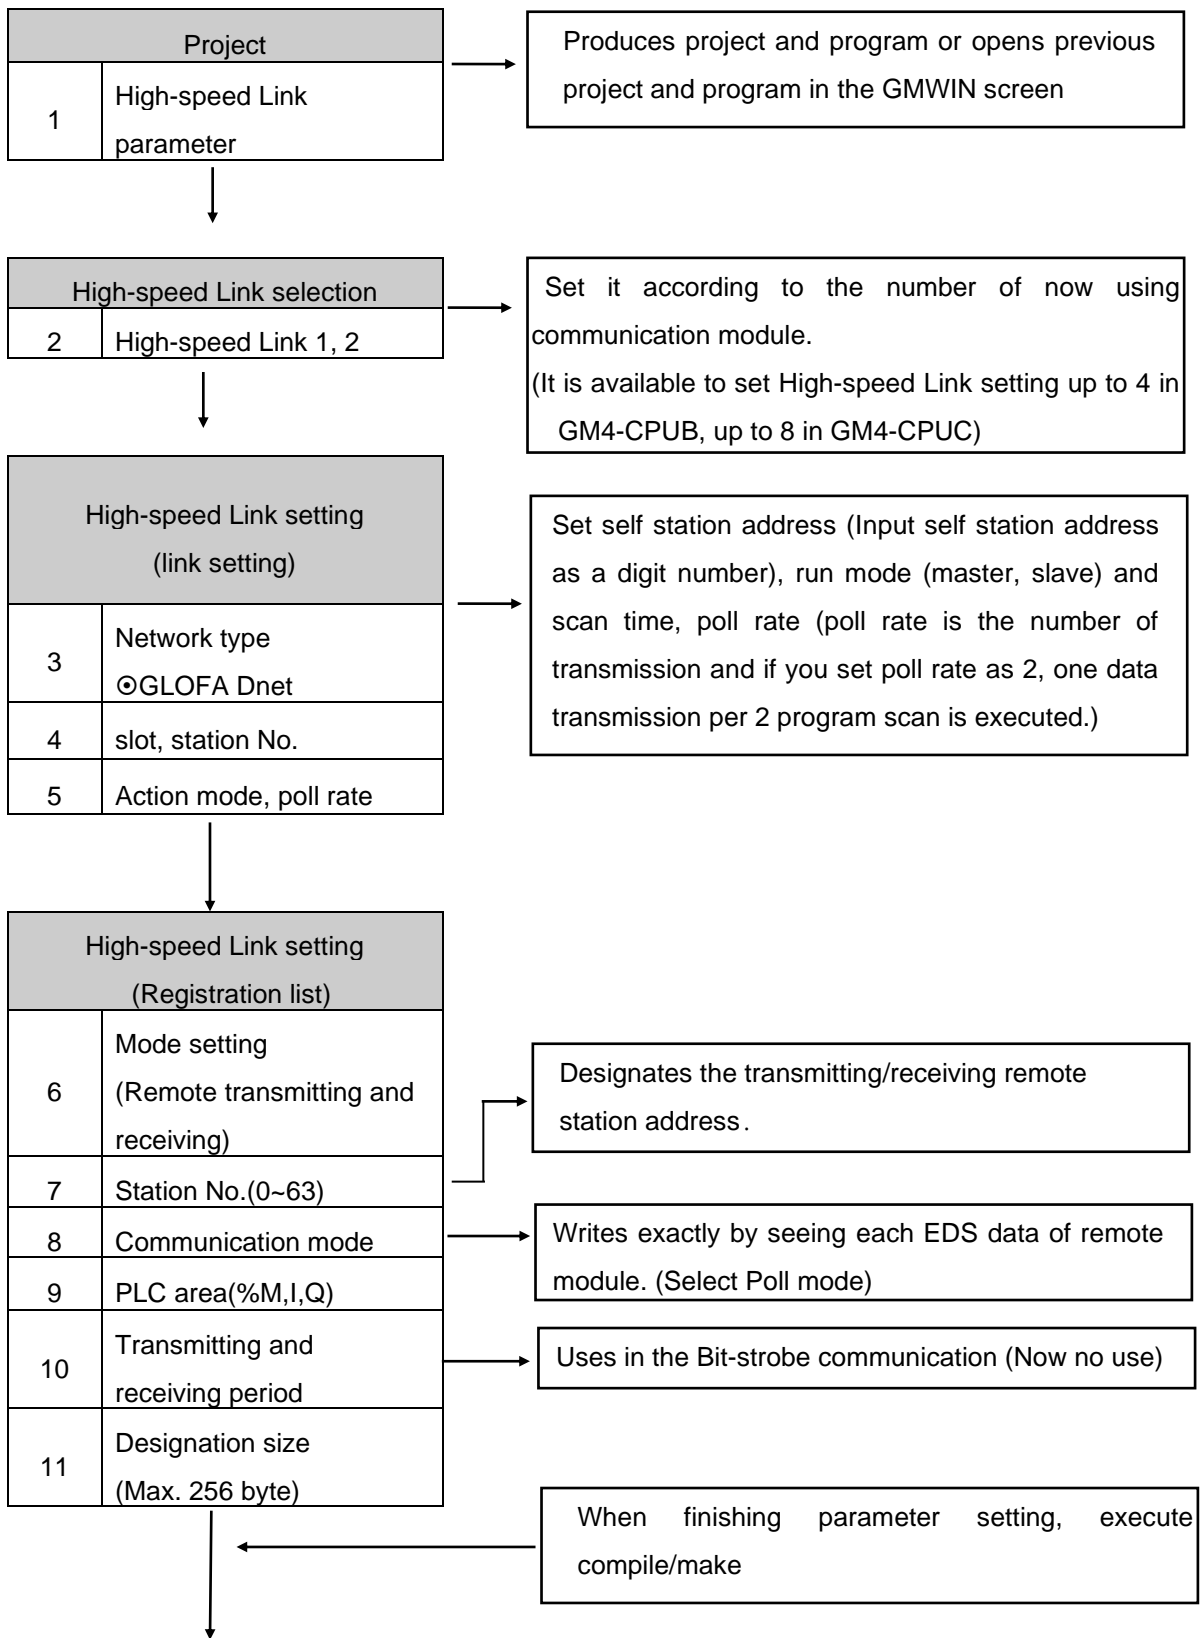 Project
1
High-speed Link
parameter
Produces project and program or opens previous
project and program in the GMWIN screen
High-speed Link selection
2
High-speed Link 1, 2
Set it according to the number of now using
communication module.
(It is available to set High-speed Link setting up to 4 in
GM4-CPUB, up to 8 in GM4-CPUC)
High-speed Link setting
(link setting)
3
Network type
⊙GLOFA Dnet
4
slot, station No.
5
Action mode, poll rate
Set self station address (Input self station address
as a digit number), run mode (master, slave) and
scan time, poll rate (poll rate is the number of
transmission and if you set poll rate as 2, one data
transmission per 2 program scan is executed.)
High-speed Link setting
(Registration list)
6
Mode setting
(Remote transmitting and
receiving)
7
Station No.(0~63)
8
Communication mode
9
PLC area(%M,I,Q)
10
Transmitting and
receiving period
11
Designation size
(Max. 256 byte)
Designates the transmitting/receiving remote
station address.
Writes exactly by seeing each EDS data of remote
module. (Select Poll mode)
Uses in the Bit-strobe communication (Now no use)
When finishing parameter setting, execute
compile/make